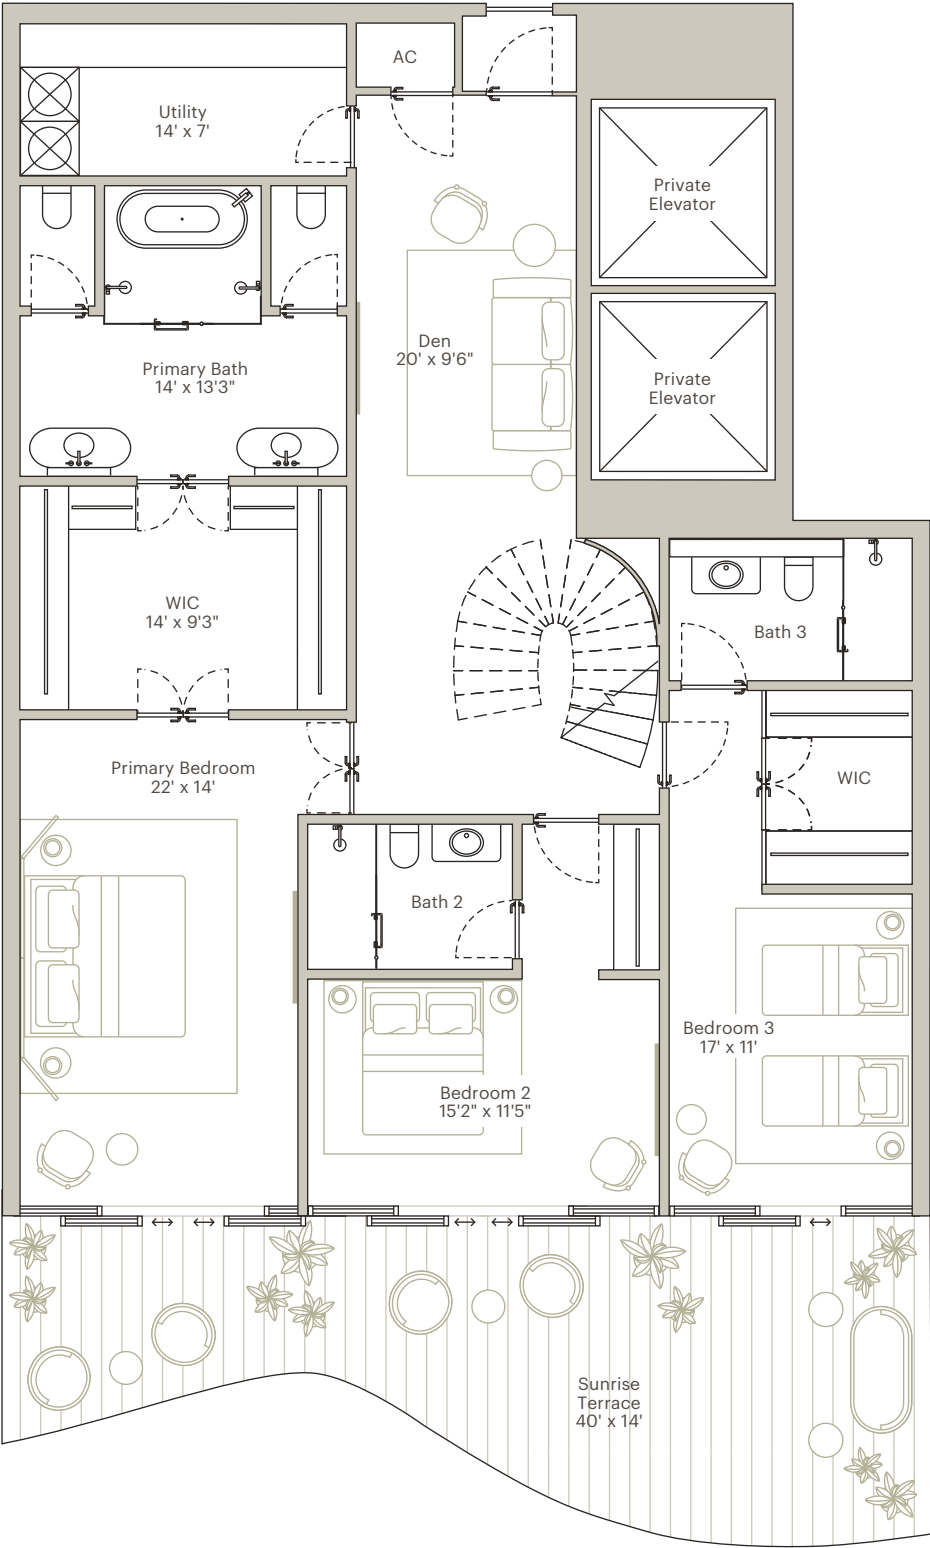 AC
Utility
14' x 7'
Private
Elevator
Den
20' x 9'6"
Primary Bath
14' x 13'3"
Private
Elevator
WIC
14' x 9'3"
Bath 3
Primary Bedroom
22' x 14'
WIC
Bath 2
Bedroom 3
17' x 11'
Bedroom 2
15'2" x 11'5"
Sunrise
Terrace
40' x 14'